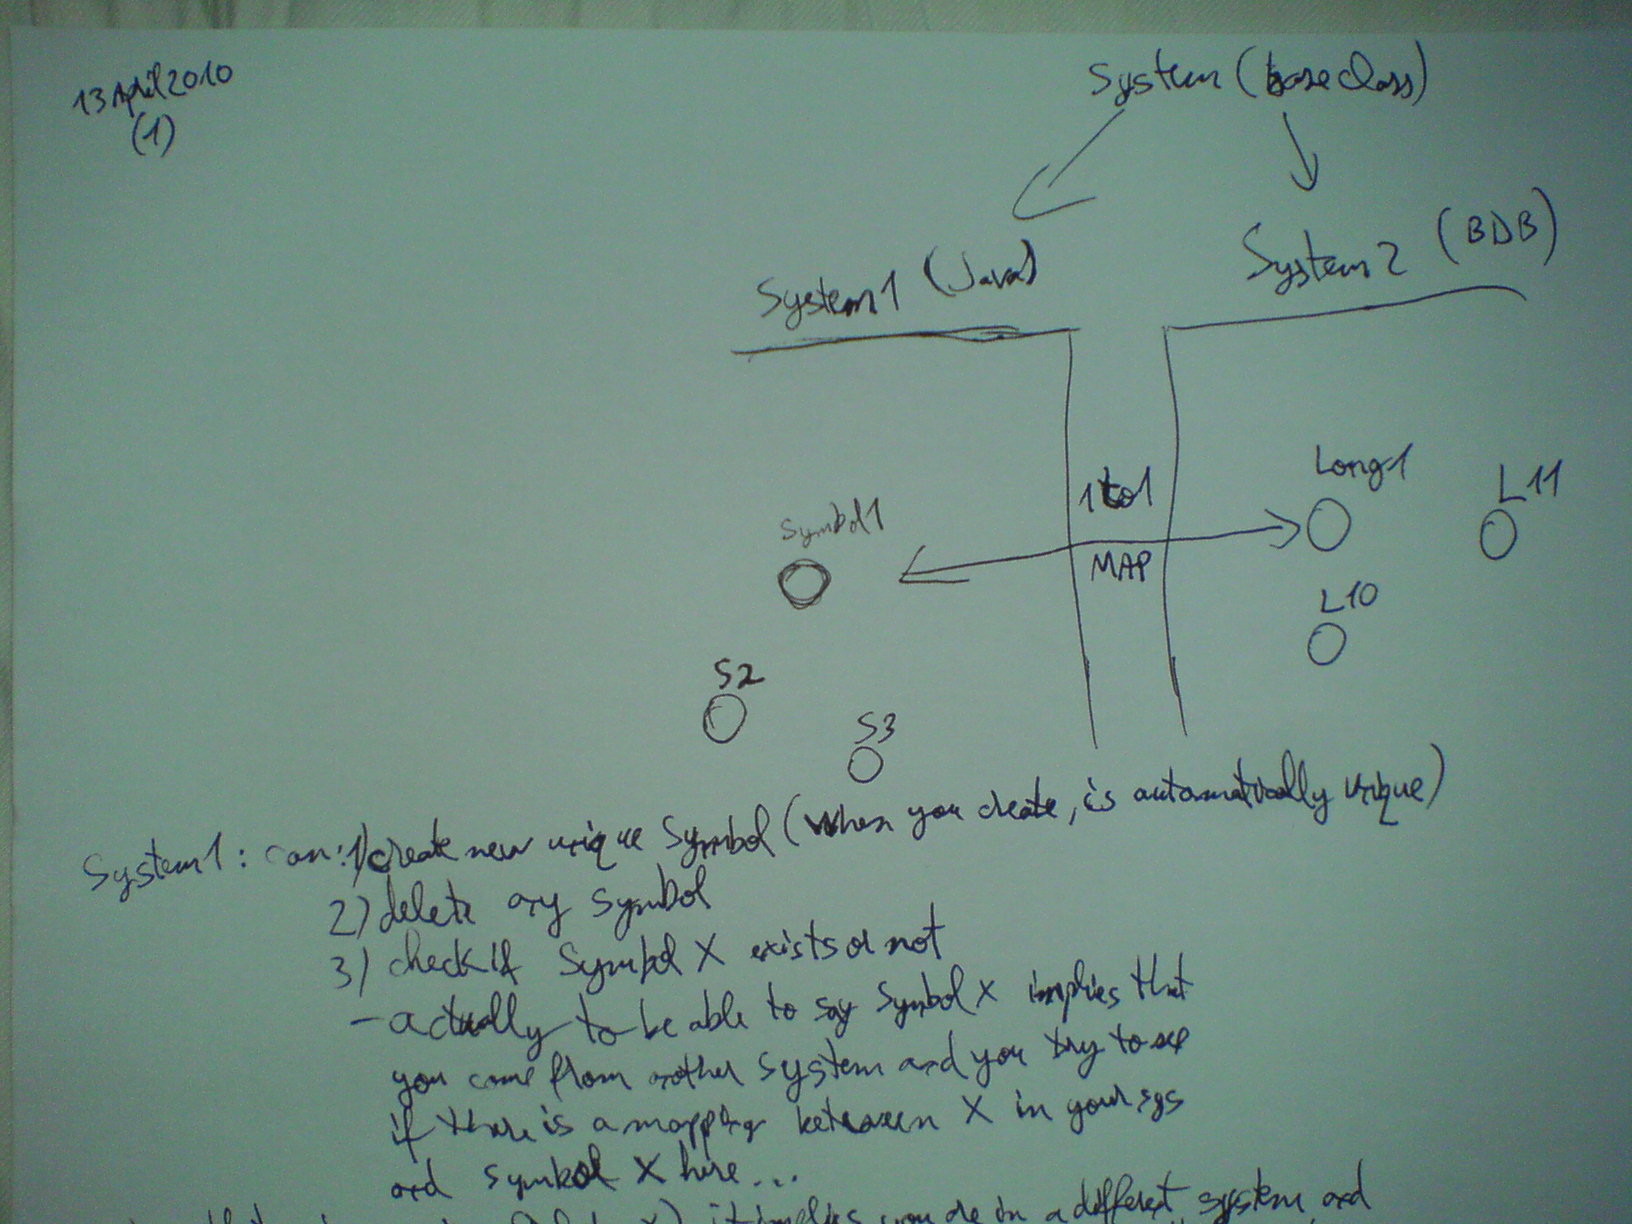 13 April 2010
(1)
System (base class)
System1 (Java)
System2 (BDB)
Long1
L11
1to1
Symbol1
MAP
L10
S2
S3
System1: can: 1) create new unique Symbol (When you create, is automatically unique)
2) delete any symbol
3) check if Symbol X exists or not
- actually to be able to say Symbol X implies that
you come from another system and you try to see
if there is a mapping between X in your sys
and symbol X here...
it implies you are in a different system and